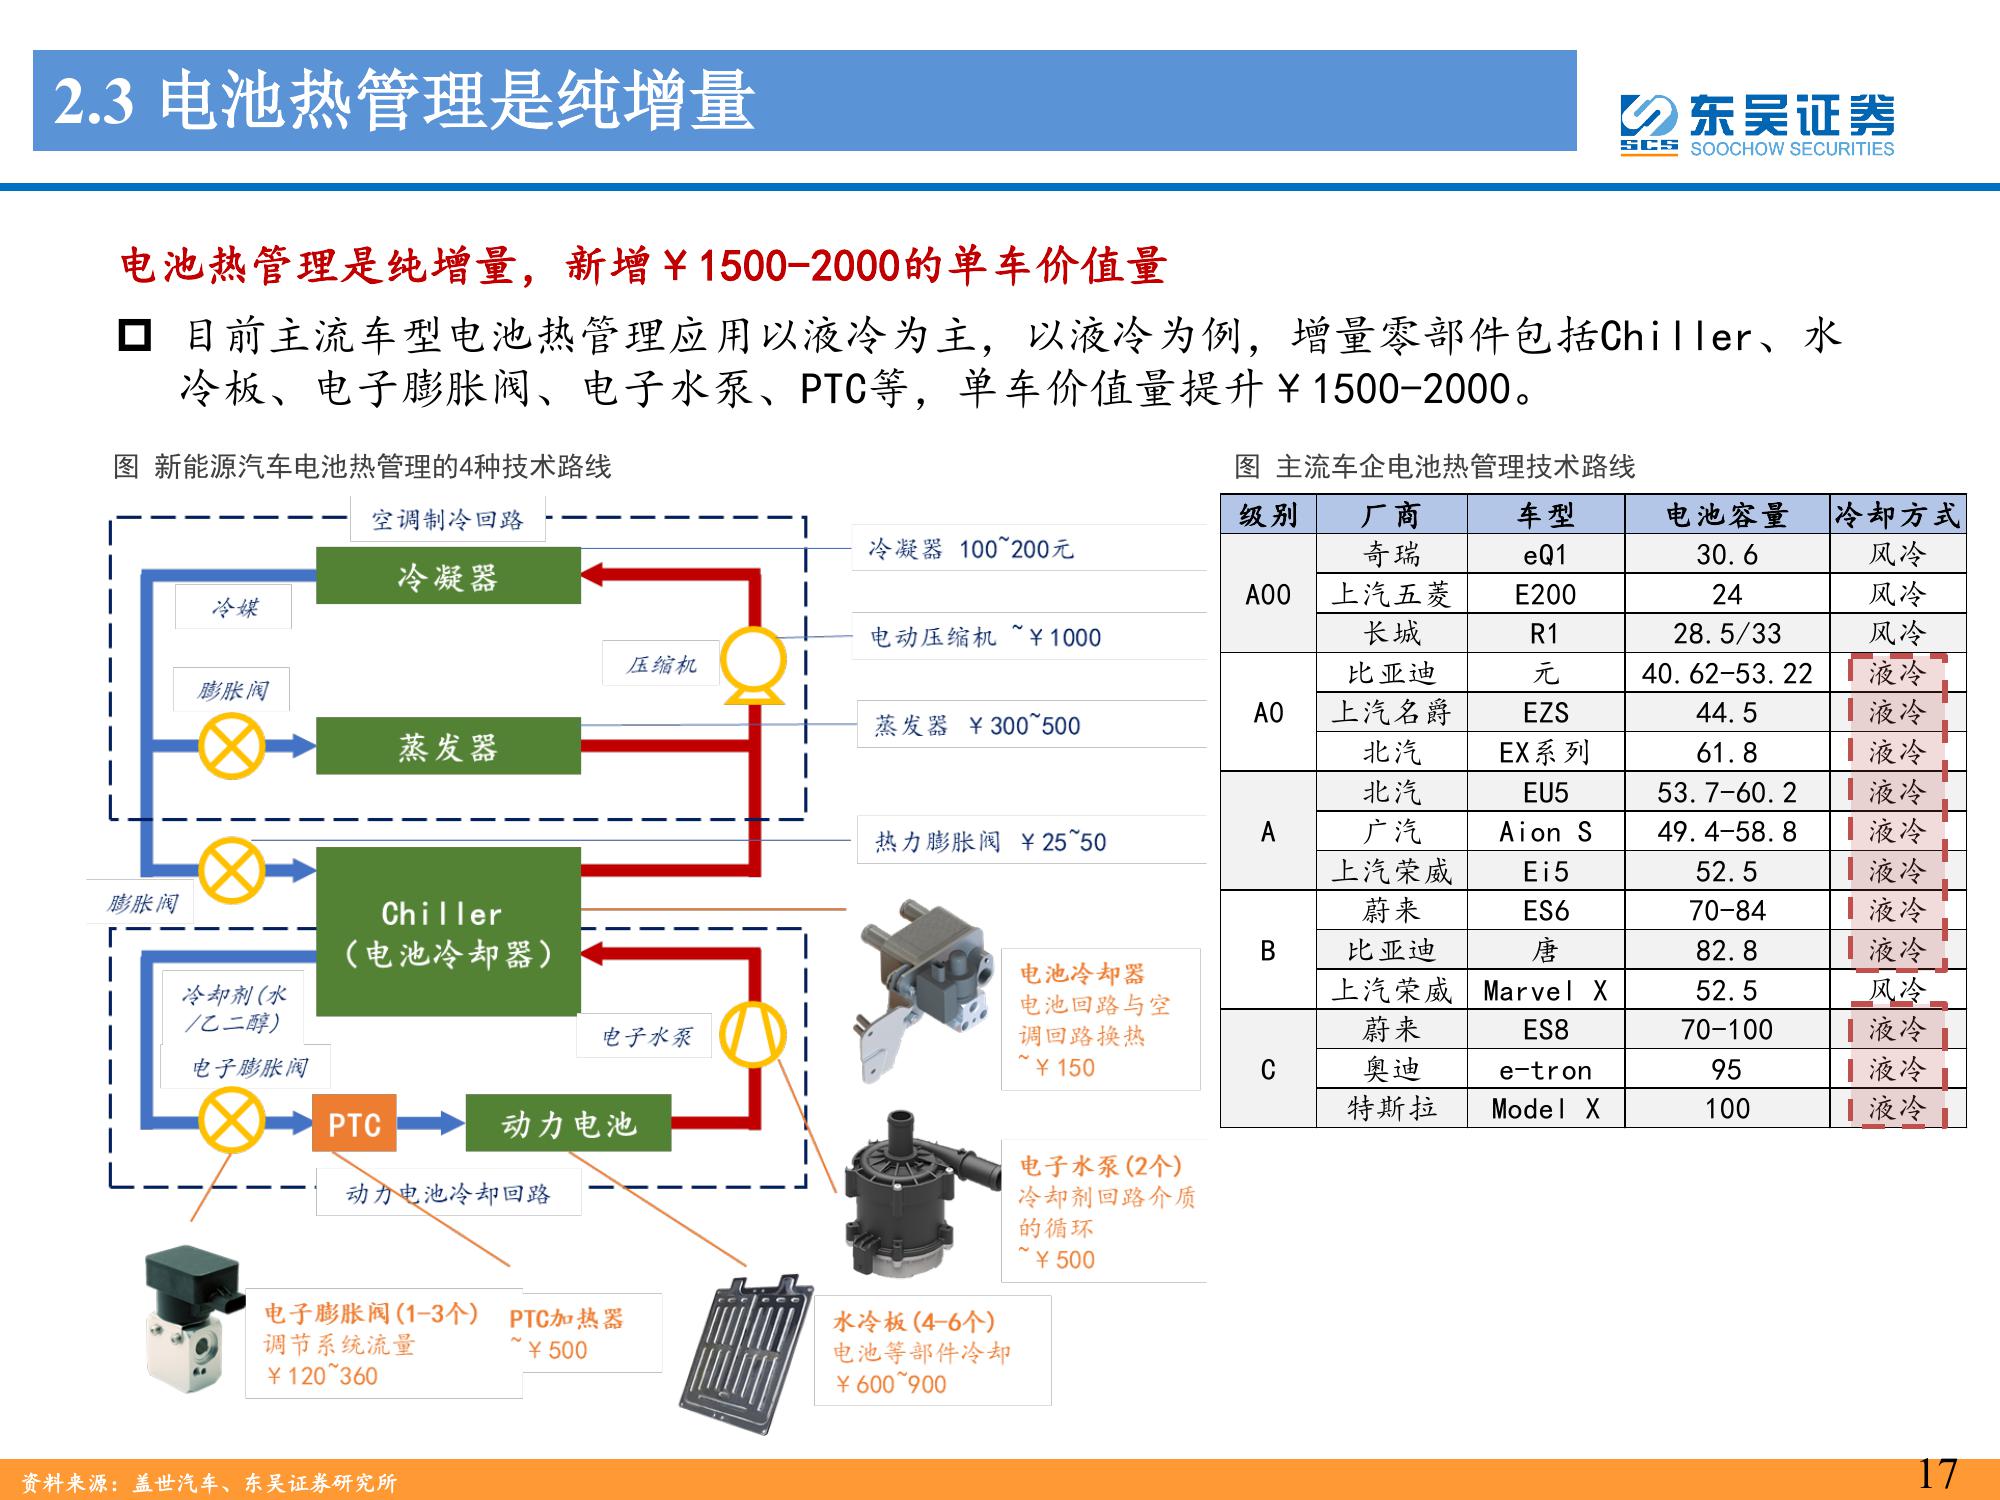 2.3 电池热管理是纯增量
东吴证券
SCS SOOCHOW SECURITIES
电池热管理是纯增量，新增￥1500-2000的单车价值量
目前主流车型电池热管理应用以液冷为主，以液冷为例，增量零部件包括Chiller、水
冷板、电子膨胀阀、电子水泵、PTC等，单车价值量提升￥1500-2000。
图 新能源汽车电池热管理的4种技术路线
空调制冷回路
冷凝器
冷媒
压缩机
膨胀阀
蒸发器
膨胀阀
Chiller
（电池冷却器）
冷却剂(水
/乙二醇)
电子水泵
电子膨胀阀
PTC
动力电池
动力电池冷却回路
冷凝器 100~200元
电动压缩机 ~￥1000
蒸发器 ￥300~500
热力膨胀阀 ￥25~50
电池冷却器
电池回路与空
调回路换热
~￥150
电子水泵(2个)
冷却剂回路介质
的循环
~￥500
电子膨胀阀(1-3个)
调节系统流量
￥120~360
PTC加热器
~￥500
水冷板(4-6个)
电池等部件冷却
￥600~900
图 主流车企电池热管理技术路线
级别 厂商 车型 电池容量 冷却方式
A00 奇瑞 eQ1 30.6 风冷
上汽五菱 E200 24 风冷
长城 R1 28.5/33 风冷
A0 比亚迪 元 40.62-53.22 液冷
上汽名爵 EZS 44.5 液冷
北汽 EX系列 61.8 液冷
A 北汽 EU5 53.7-60.2 液冷
广汽 Aion S 49.4-58.8 液冷
上汽荣威 Ei5 52.5 液冷
B 蔚来 ES6 70-84 液冷
比亚迪 唐 82.8 液冷
上汽荣威 Marvel X 52.5 风冷
C 蔚来 ES8 70-100 液冷
奥迪 e-tron 95 液冷
特斯拉 Model X 100 液冷
资料来源：盖世汽车、东吴证券研究所
17